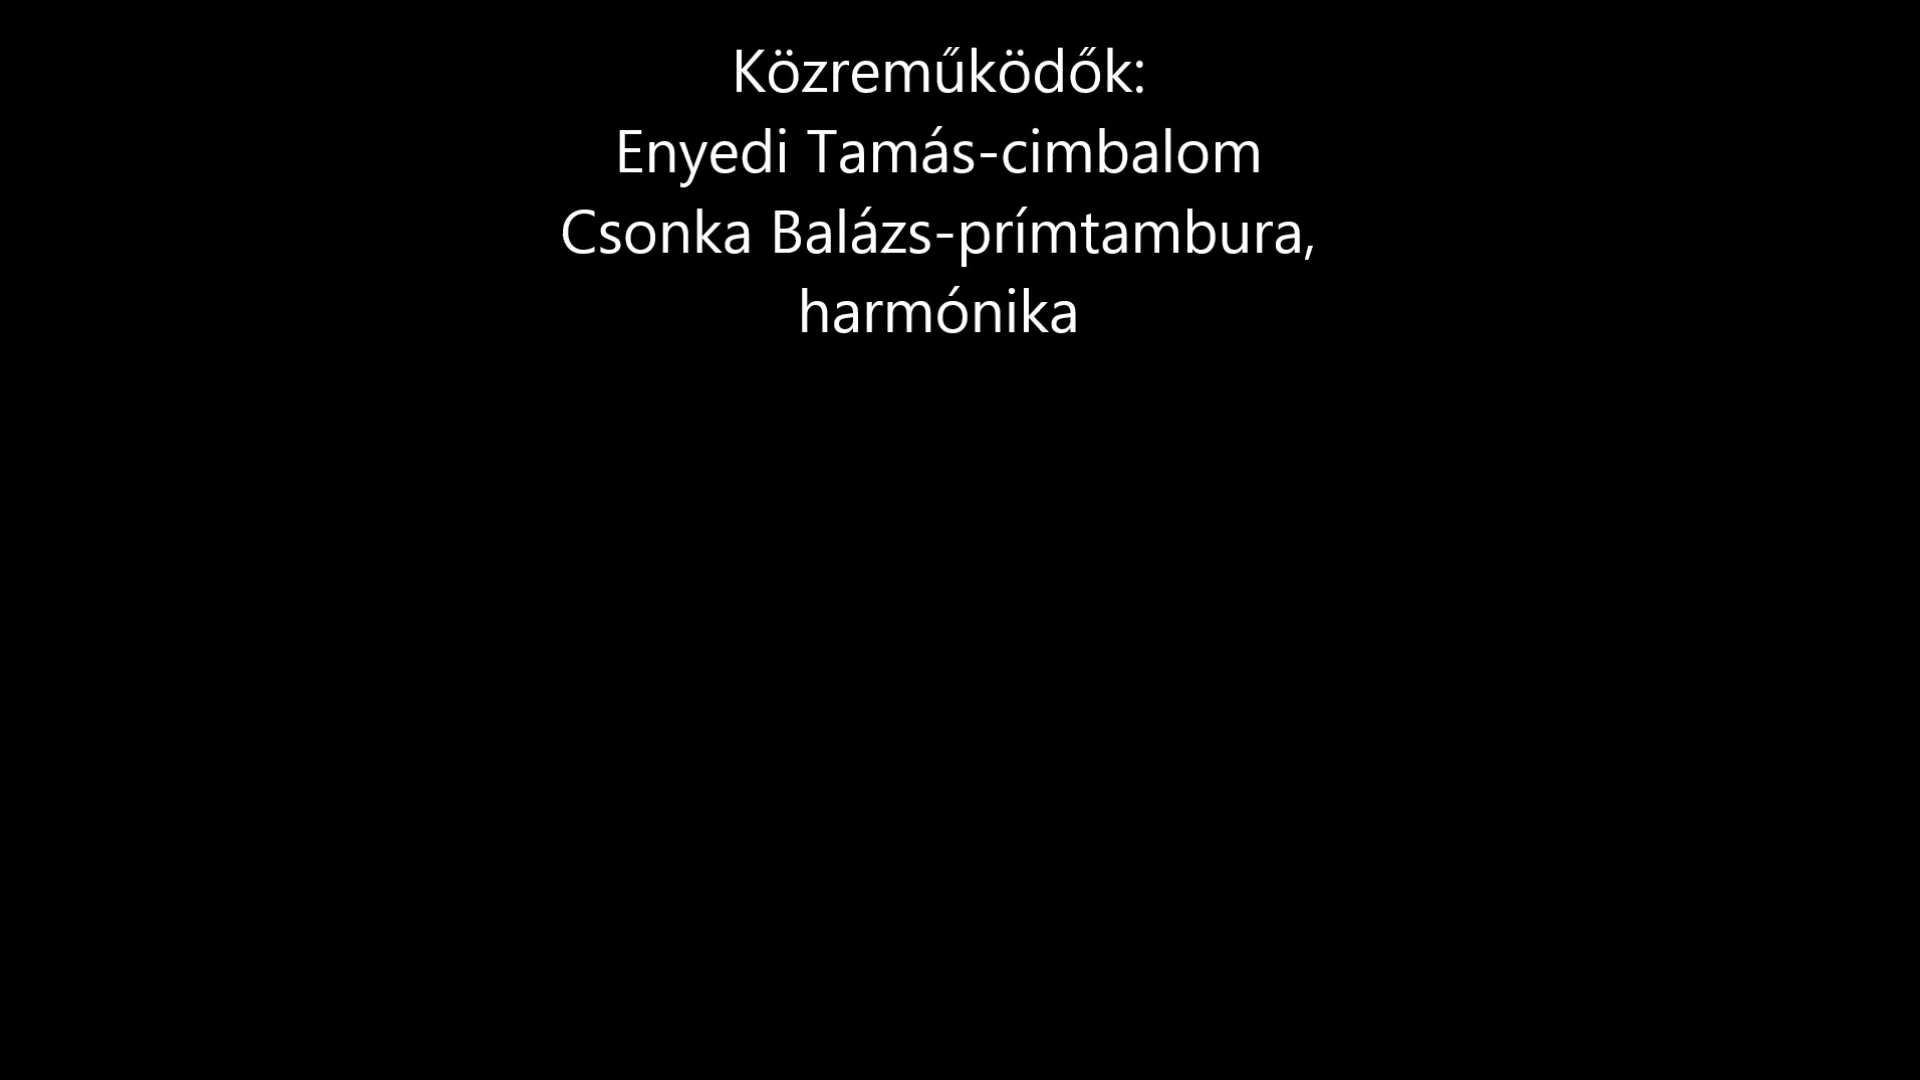 Közreműködők:
Enyedi Tamás-cimbalom
Csonka Balázs-prímtambura,
harmónika